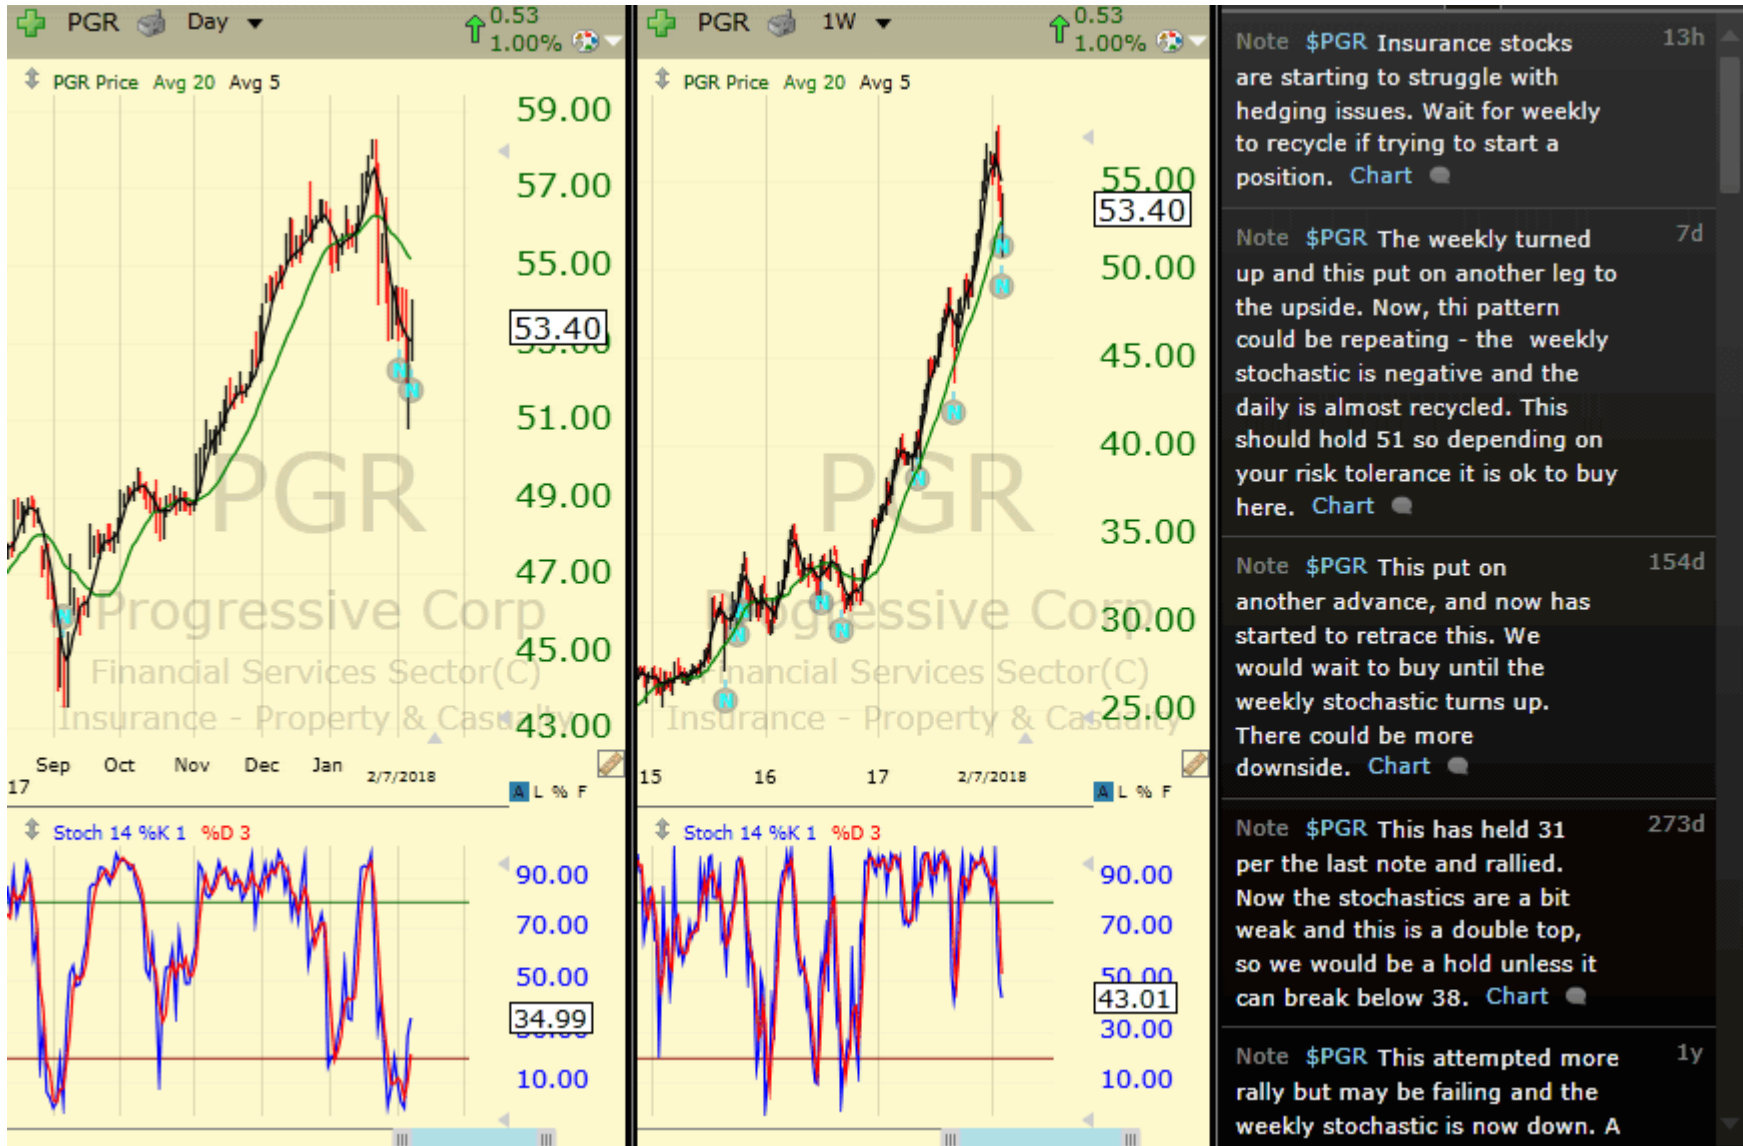 PGR Day
0.53
1.00%
PGR Price Avg 20 Avg 5
59.00
57.00
55.00
53.40
53.00
51.00
49.00
47.00
45.00
43.00
PGR
Progressive Corp
Financial Services Sector(C)
Insurance - Property & Casualty
N
N
N
Sep Oct Nov Dec Jan 2/7/2018
17
A L % F
Stoch 14 %K 1 %D 3
90.00
70.00
50.00
34.99
30.00
10.00
PGR 1W
0.53
1.00%
PGR Price Avg 20 Avg 5
55.00
53.40
50.00
45.00
40.00
35.00
30.00
25.00
PGR
Progressive Corp
Financial Services Sector(C)
Insurance - Property & Casualty
N
N
N
N
N
N
N
N
15 16 17 2/7/2018
A L % F
Stoch 14 %K 1 %D 3
90.00
70.00
50.00
43.01
30.00
10.00
Note $PGR Insurance stocks 13h
are starting to struggle with
hedging issues. Wait for weekly
to recycle if trying to start a
position. Chart
Note $PGR The weekly turned 7d
up and this put on another leg to
the upside. Now, thi pattern
could be repeating - the weekly
stochastic is negative and the
daily is almost recycled. This
should hold 51 so depending on
your risk tolerance it is ok to buy
here. Chart
Note $PGR This put on 154d
another advance, and now has
started to retrace this. We
would wait to buy until the
weekly stochastic turns up.
There could be more
downside. Chart
Note $PGR This has held 31 273d
per the last note and rallied.
Now the stochastics are a bit
weak and this is a double top,
so we would be a hold unless it
can break below 38. Chart
Note $PGR This attempted more 1y
rally but may be failing and the
weekly stochastic is now down. A